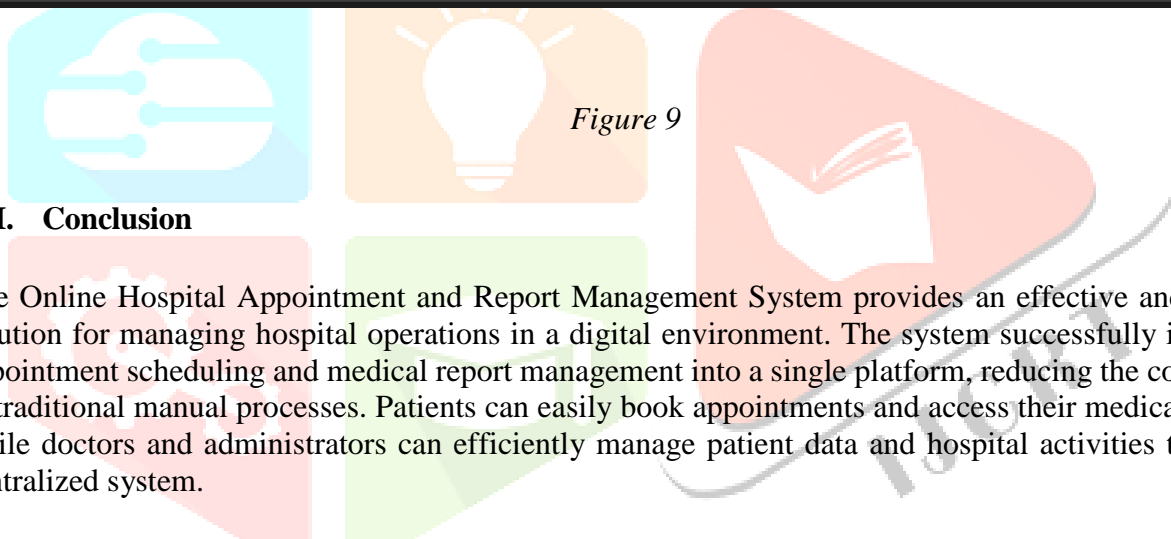 Figure 9
I. Conclusion
e Online Hospital Appointment and Report Management System provides an effective and
ution for managing hospital operations in a digital environment. The system successfully i
pointment scheduling and medical report management into a single platform, reducing the co
traditional manual processes. Patients can easily book appointments and access their medica
ile doctors and administrators can efficiently manage patient data and hospital activities t
ntralized system.
IJCRT